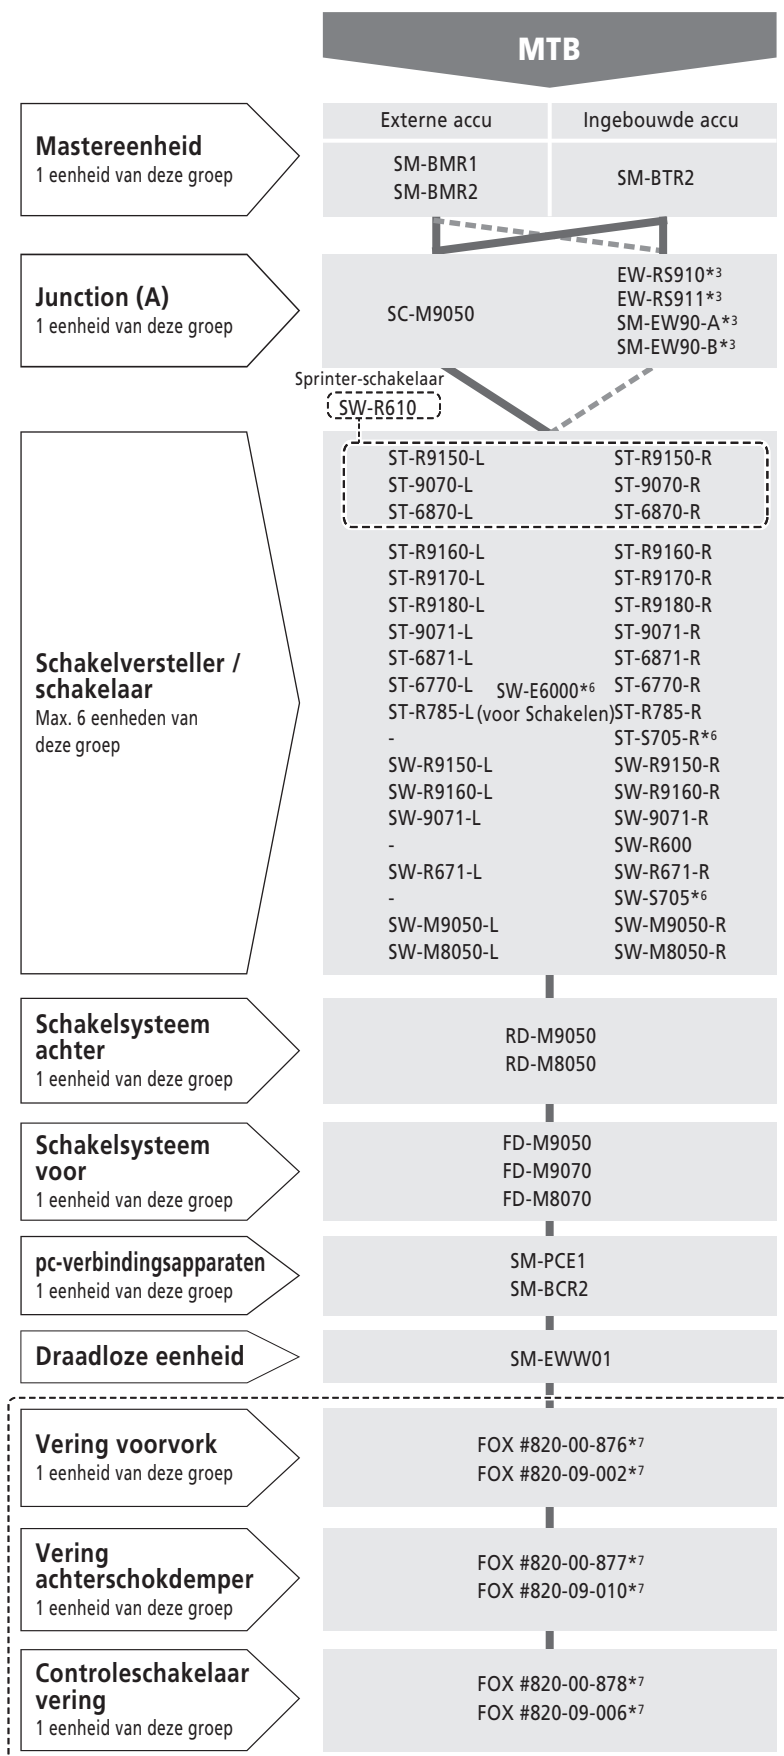 MTB
Mastereenheid
1 eenheid van deze groep
Externe accu
Ingebouwde accu
SM-BMR1
SM-BMR2
SM-BTR2
Junction (A)
1 eenheid van deze groep
SC-M9050
EW-RS910*3
EW-RS911*3
SM-EW90-A*3
SM-EW90-B*3
Sprinter-schakelaar
SW-R610
Schakelversteller /
schakelaar
Max. 6 eenheden van
deze groep
ST-R9150-L ST-R9150-R
ST-9070-L ST-9070-R
ST-6870-L ST-6870-R
ST-R9160-L ST-R9160-R
ST-R9170-L ST-R9170-R
ST-R9180-L ST-R9180-R
ST-9071-L ST-9071-R
ST-6871-L ST-6871-R
ST-6770-L SW-E6000*6 ST-6770-R
ST-R785-L (voor Schakelen) ST-R785-R
- ST-S705-R*6
SW-R9150-L SW-R9150-R
SW-R9160-L SW-R9160-R
SW-9071-L SW-9071-R
- SW-R600
SW-R671-L SW-R671-R
- SW-S705*6
SW-M9050-L SW-M9050-R
SW-M8050-L SW-M8050-R
Schakelsysteem
achter
1 eenheid van deze groep
RD-M9050
RD-M8050
Schakelsysteem
voor
1 eenheid van deze groep
FD-M9050
FD-M9070
FD-M8070
pc-verbindingsapparaten
1 eenheid van deze groep
SM-PCE1
SM-BCR2
Draadloze eenheid
SM-EWW01
Vering voorvork
1 eenheid van deze groep
FOX #820-00-876*7
FOX #820-09-002*7
Vering
achterschokdemper
1 eenheid van deze groep
FOX #820-00-877*7
FOX #820-09-010*7
Controleschakelaar
vering
1 eenheid van deze groep
FOX #820-00-878*7
FOX #820-09-006*7